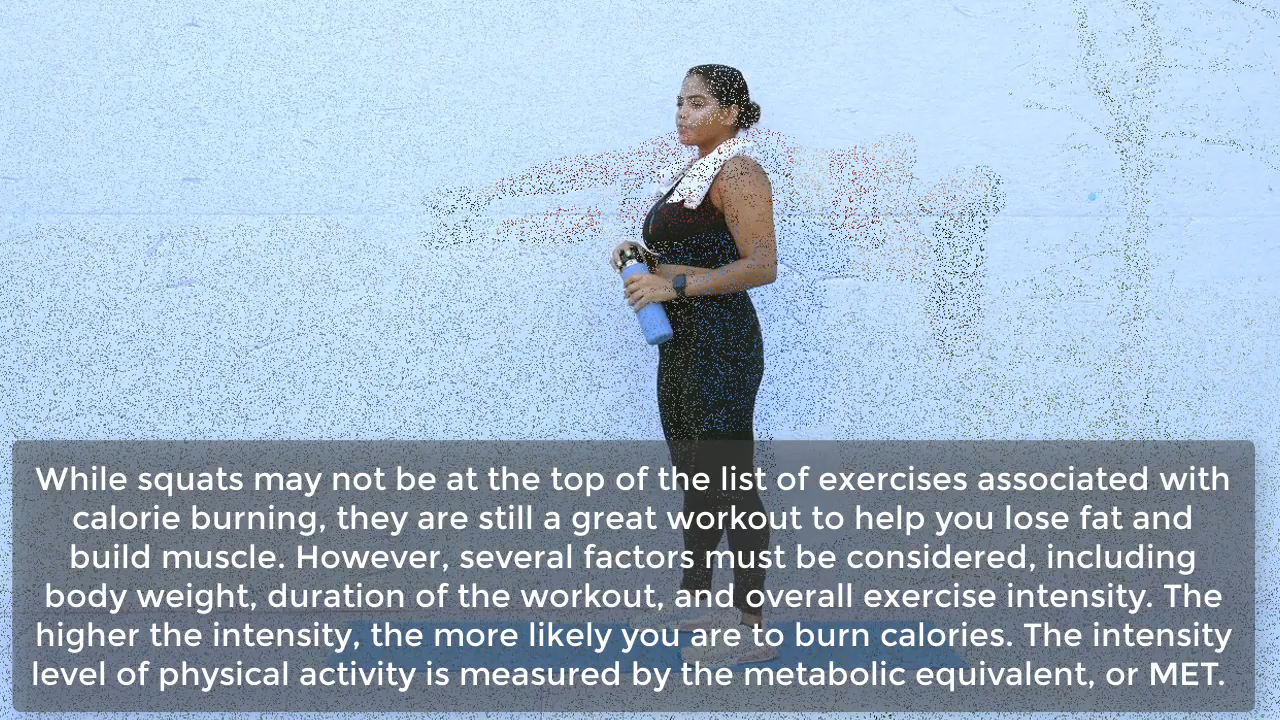 While squats may not be at the top of the list of exercises associated with
calorie burning, they are still a great workout to help you lose fat and
build muscle. However, several factors must be considered, including
body weight, duration of the workout, and overall exercise intensity. The
higher the intensity, the more likely you are to burn calories. The intensity
level of physical activity is measured by the metabolic equivalent, or MET.